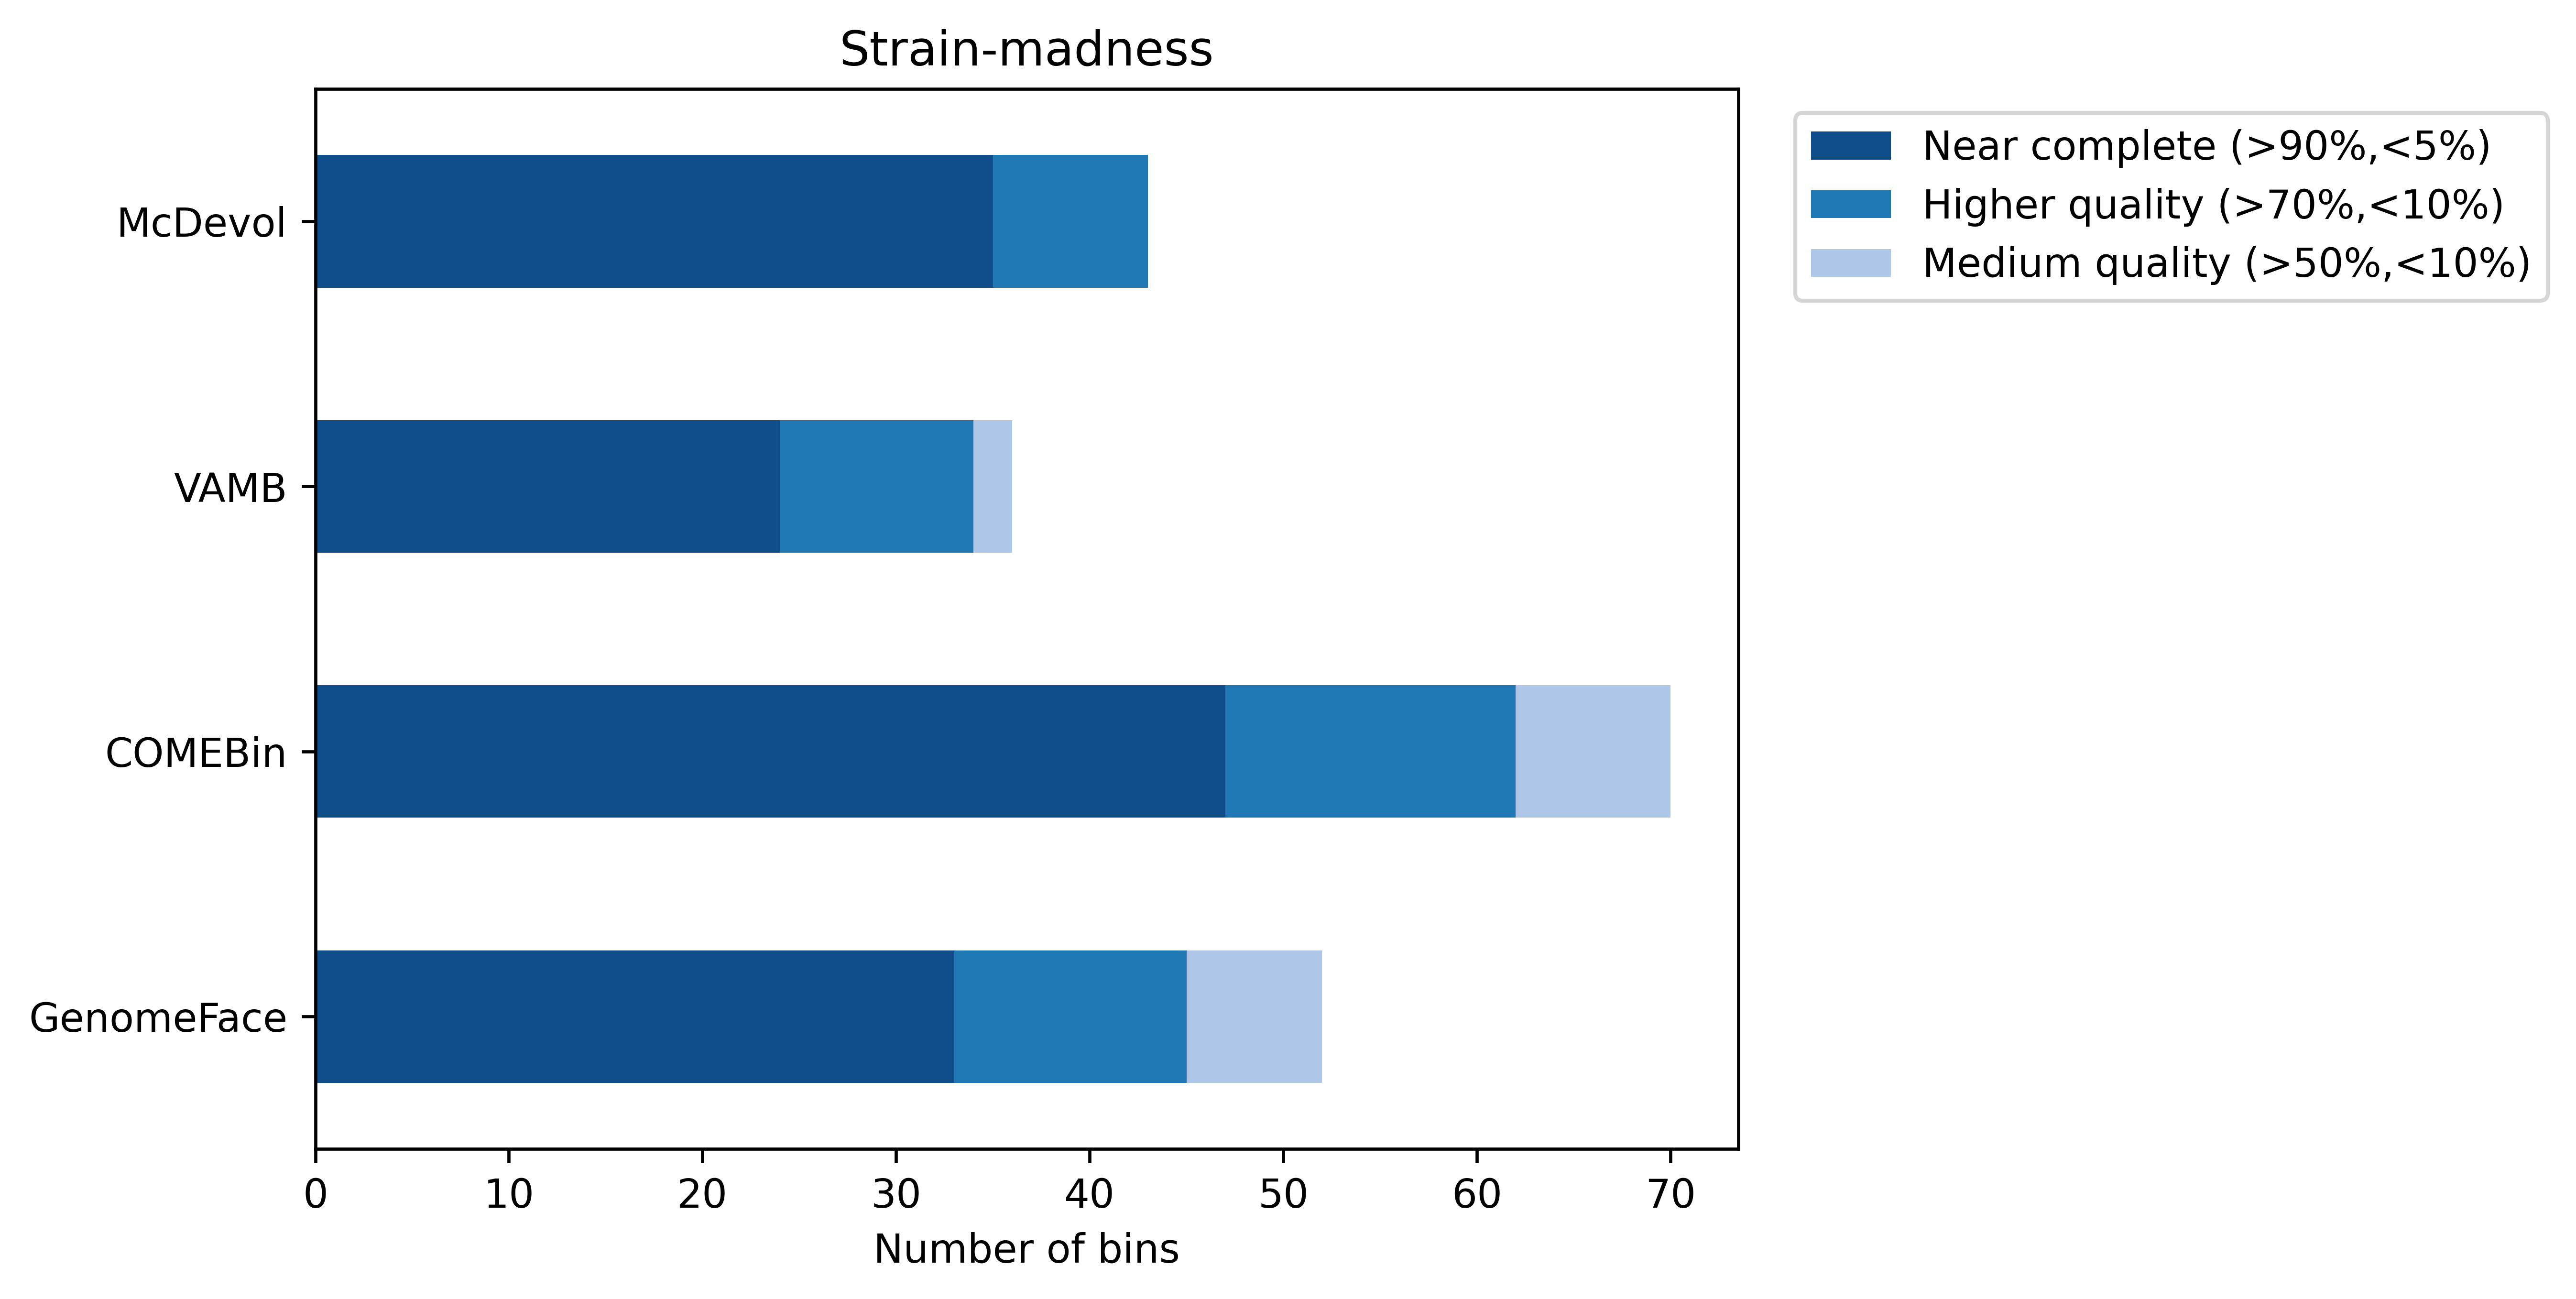 Strain-madness
McDevol
VAMB
COMEBin
GenomeFace
0 10 20 30 40 50 60 70
Number of bins
Near complete (>90%,<5%)
Higher quality (>70%,<10%)
Medium quality (>50%,<10%)